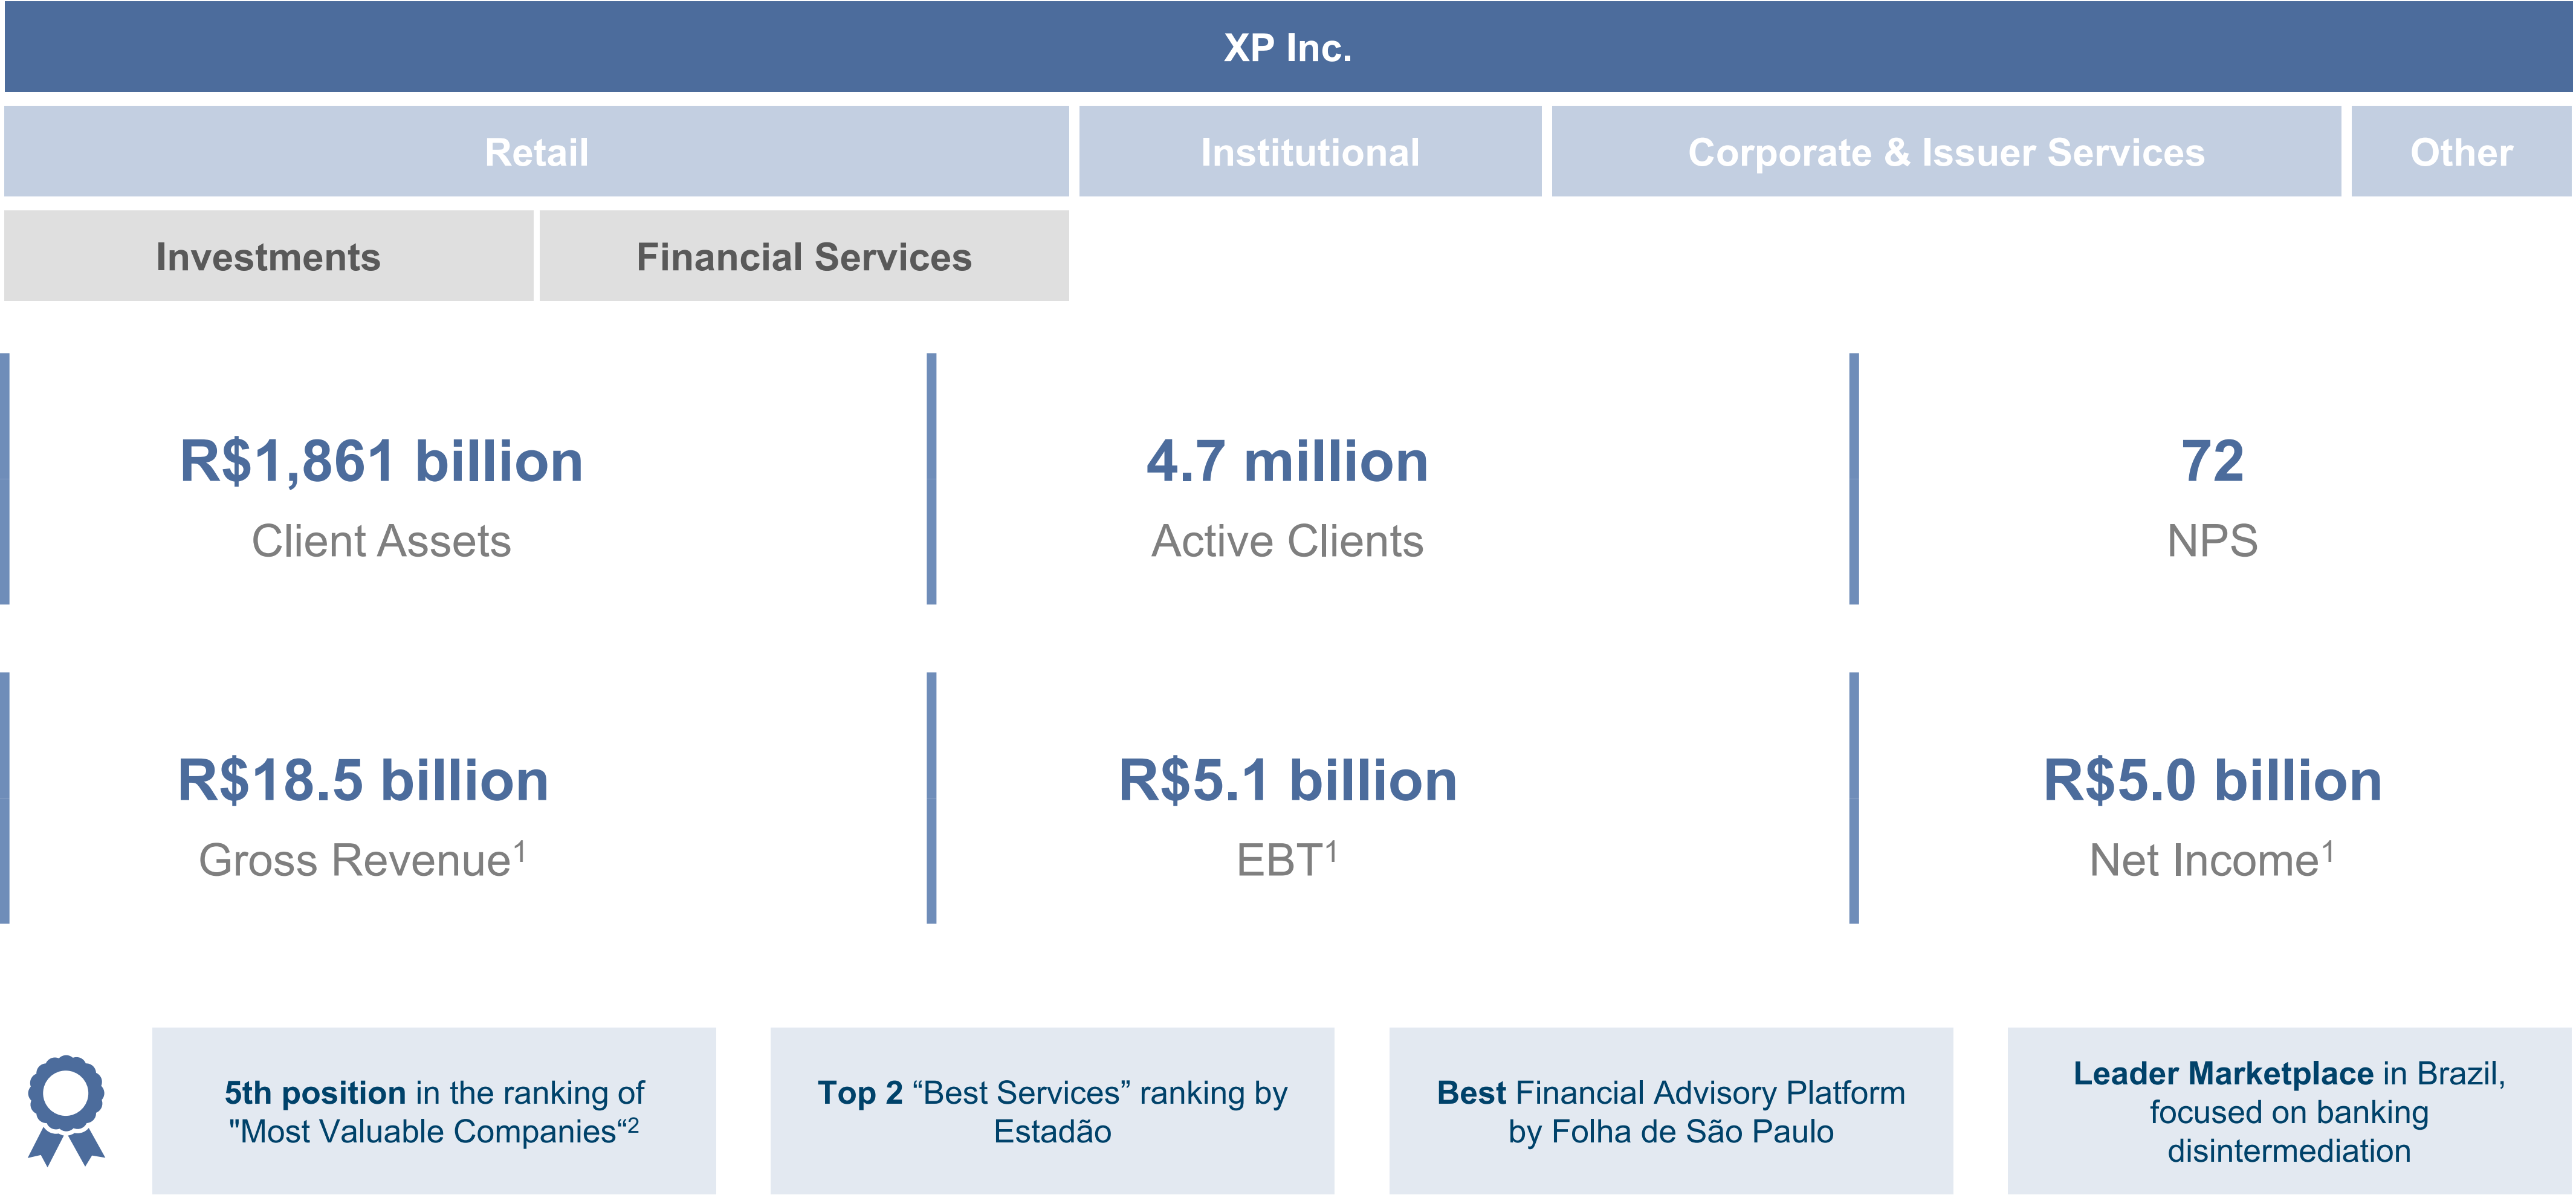 XP Inc.
Retail
Institutional
Corporate & Issuer Services
Other
Investments
Financial Services
R$1,861 billion
Client Assets
4.7 million
Active Clients
72
NPS
R$18.5 billion
Gross Revenue¹
R$5.1 billion
EBT¹
R$5.0 billion
Net Income¹
5th position in the ranking of
"Most Valuable Companies“²
Top 2 “Best Services” ranking by
Estadão
Best Financial Advisory Platform
by Folha de São Paulo
Leader Marketplace in Brazil,
focused on banking
disintermediation